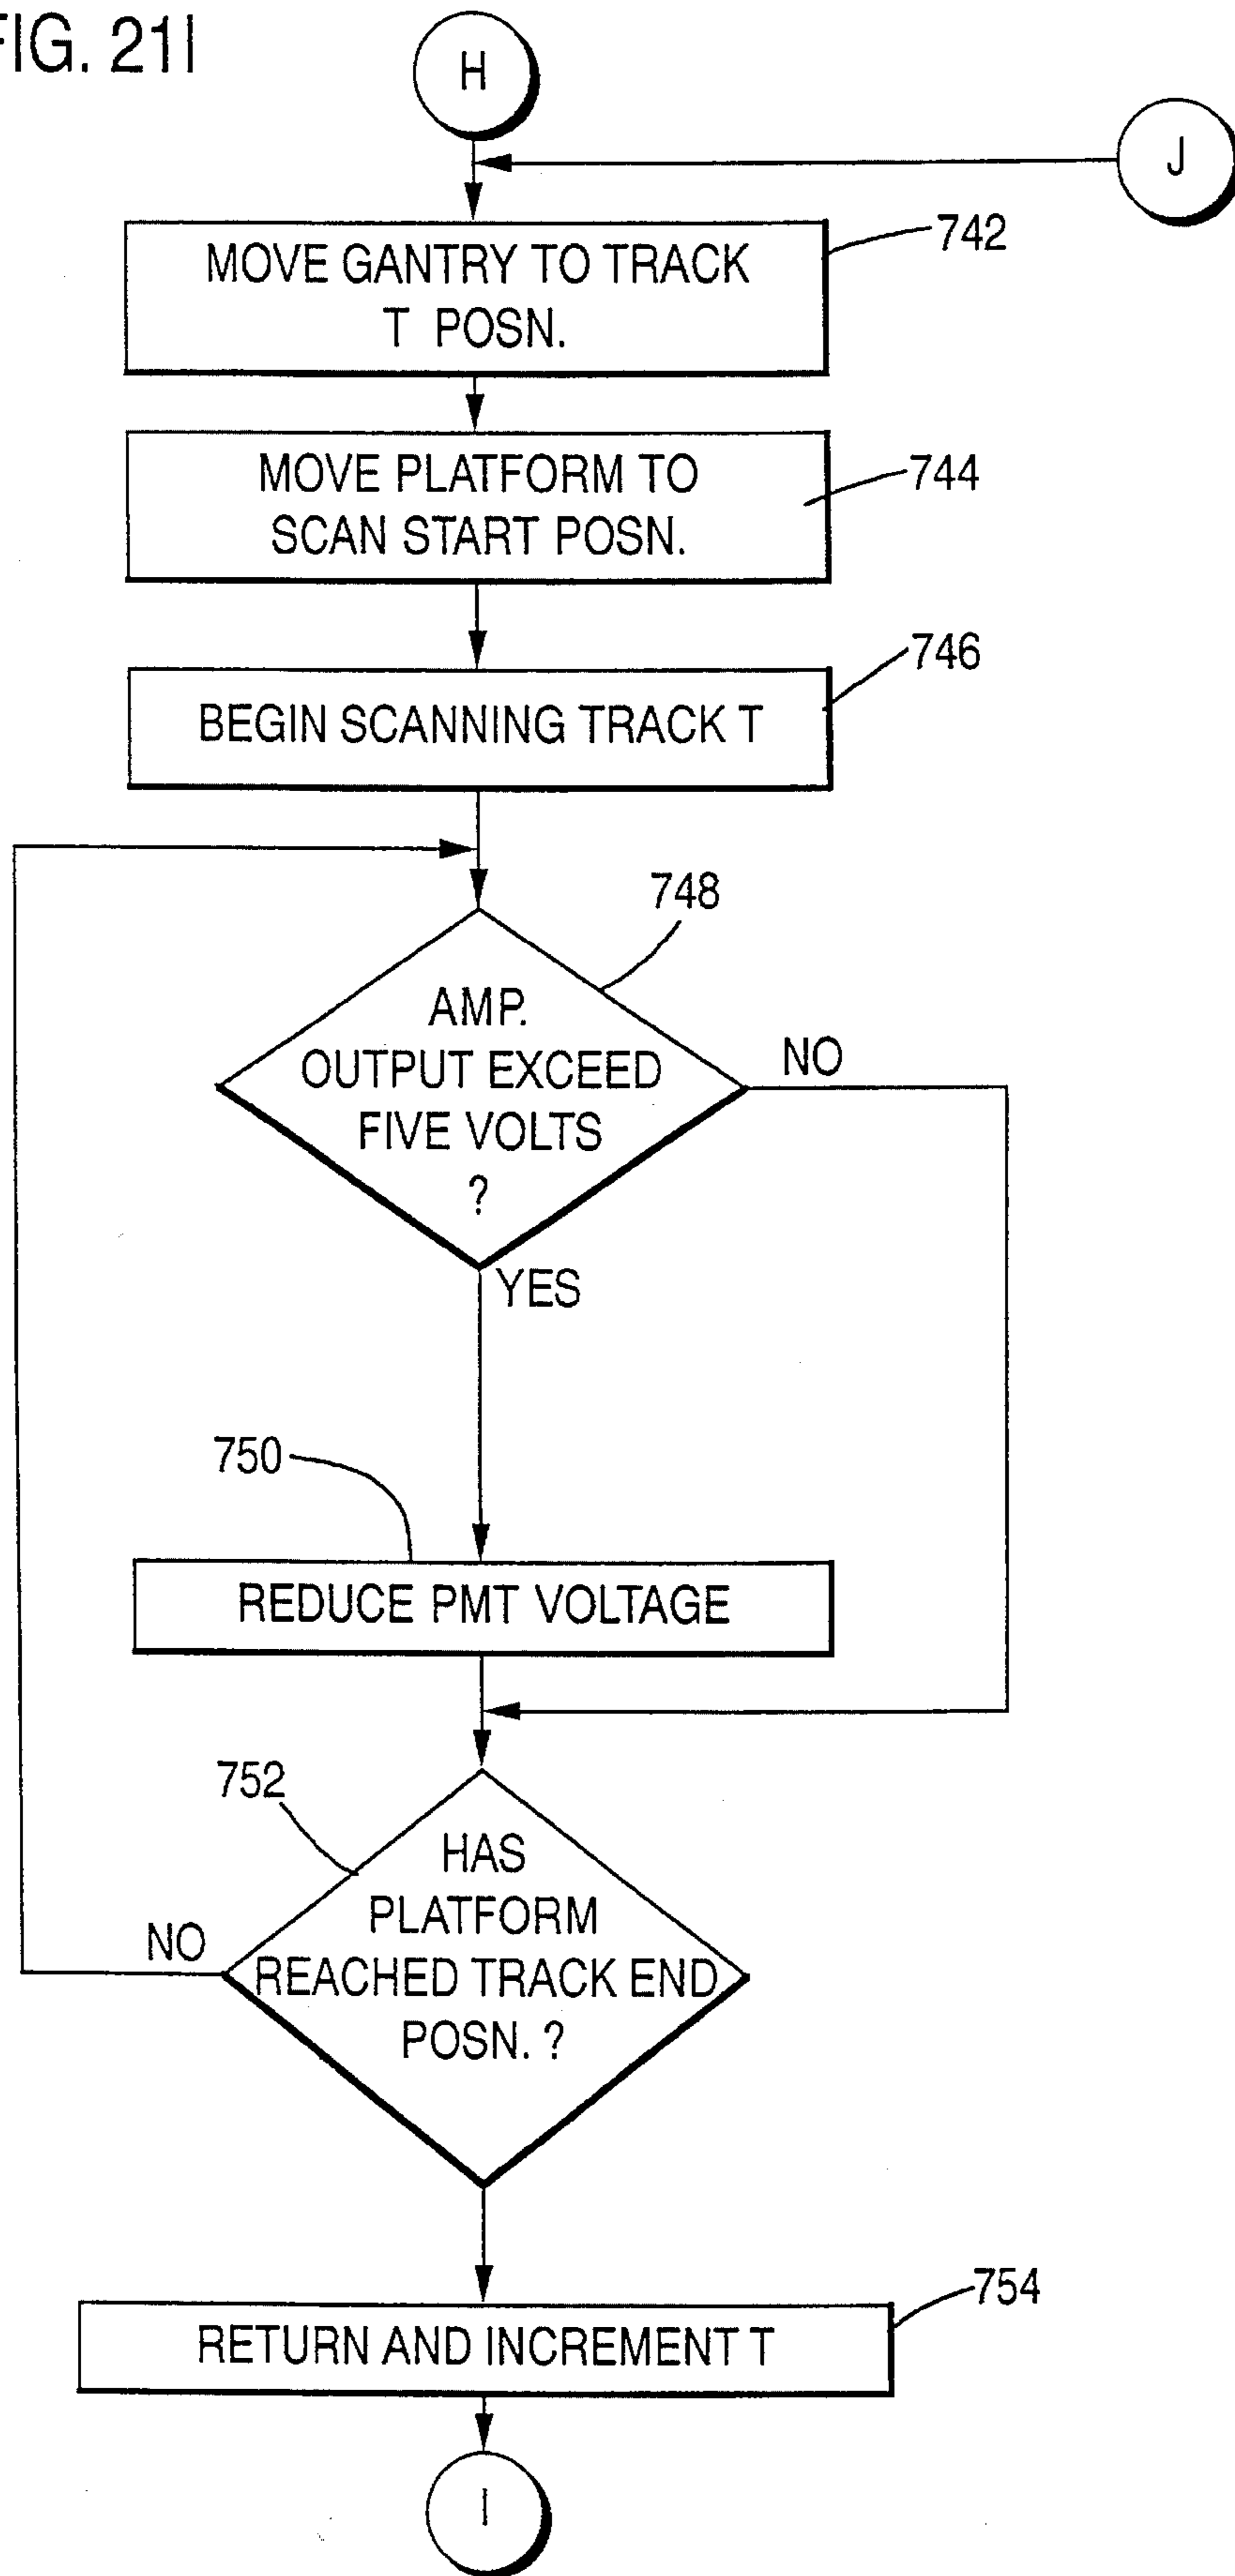 FIG. 21I
H
J
742
MOVE GANTRY TO TRACK
T POSN.
744
MOVE PLATFORM TO
SCAN START POSN.
746
BEGIN SCANNING TRACK T
748
AMP.
OUTPUT EXCEED
FIVE VOLTS
?
NO
YES
750
REDUCE PMT VOLTAGE
752
HAS
PLATFORM
REACHED TRACK END
POSN. ?
NO
754
RETURN AND INCREMENT T
I